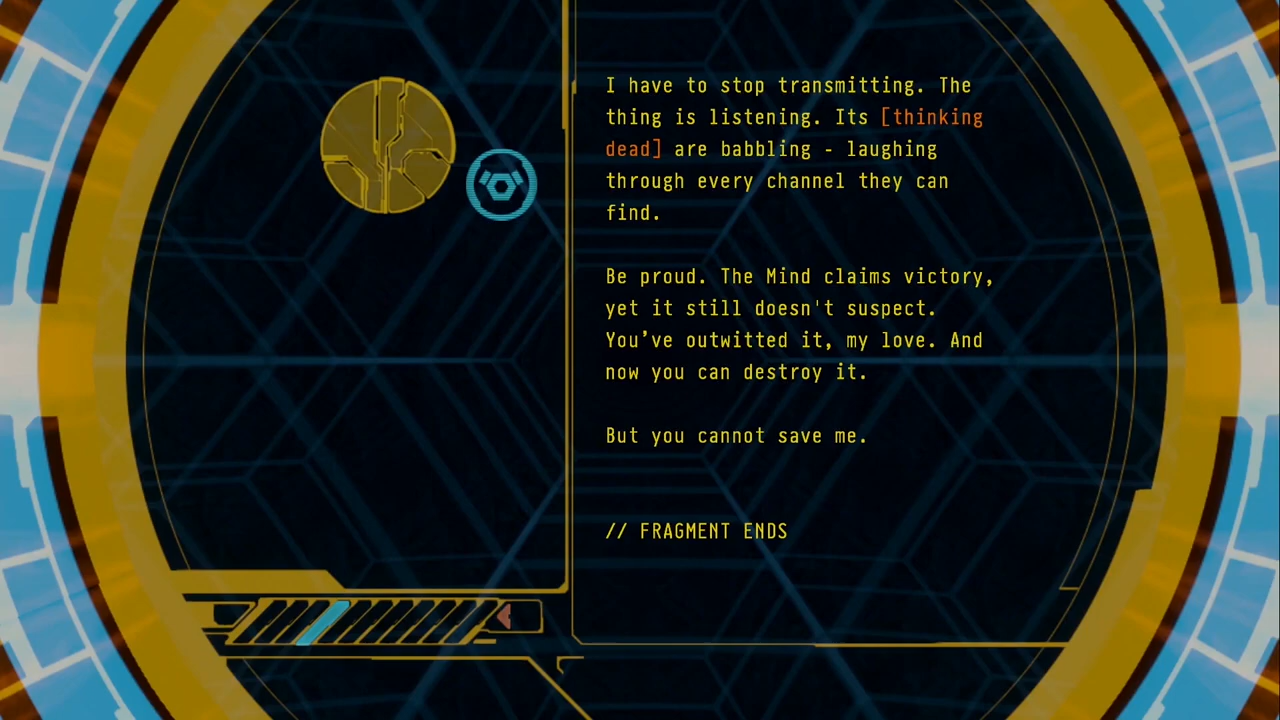 I have to stop transmitting. The
thing is listening. Its [thinking
dead] are babbling - laughing
through every channel they can
find.
Be proud. The Mind claims victory,
yet it still doesn't suspect.
You’ve outwitted it, my love. And
now you can destroy it.
But you cannot save me.
// FRAGMENT ENDS